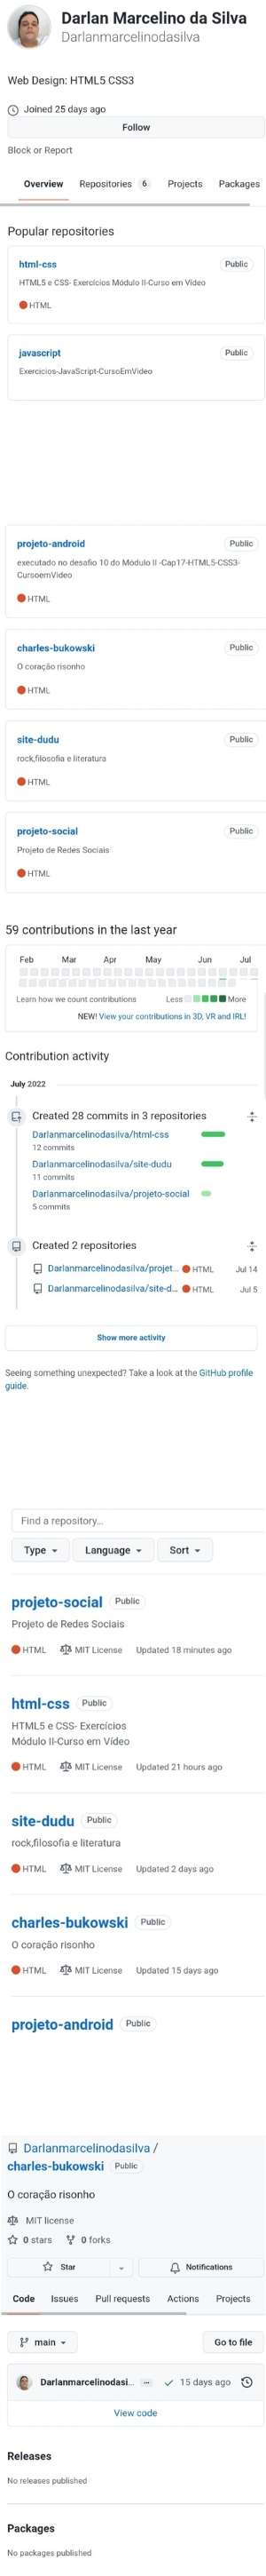 Darlan Marcelino da Silva
Darlanmarcelinodasilva
Web Design: HTML5 CSS3
Joined 25 days ago
Follow
Block or Report
Overview Repositories 6 Projects Packages
Popular repositories
html-css Public
HTML5 e CSS- Exercícios Módulo II-Curso em Vídeo
HTML
javascript Public
Exercicios-JavaScript-CursoEmVideo
projeto-android Public
executado no desafio 10 do Módulo II -Cap17-HTML5-CSS3-
CursoemVideo
HTML
charles-bukowski Public
O coração risonho
HTML
site-dudu Public
rock,filosofia e literatura
HTML
projeto-social Public
Projeto de Redes Sociais
HTML
59 contributions in the last year
Feb Mar Apr May Jun Jul
Learn how we count contributions Less More
NEW! View your contributions in 3D, VR and IRL!
Contribution activity
July 2022
Created 28 commits in 3 repositories
Darlanmarcelinodasilva/html-css
12 commits
Darlanmarcelinodasilva/site-dudu
11 commits
Darlanmarcelinodasilva/projeto-social
5 commits
Created 2 repositories
Darlanmarcelinodasilva/projet... HTML Jul 14
Darlanmarcelinodasilva/site-d... HTML Jul 5
Show more activity
Seeing something unexpected? Take a look at the GitHub profile
guide.
Find a repository...
Type Language Sort
projeto-social Public
Projeto de Redes Sociais
HTML MIT License Updated 18 minutes ago
html-css Public
HTML5 e CSS- Exercícios
Módulo II-Curso em Vídeo
HTML MIT License Updated 21 hours ago
site-dudu Public
rock,filosofia e literatura
HTML MIT License Updated 2 days ago
charles-bukowski Public
O coração risonho
HTML MIT License Updated 15 days ago
projeto-android Public
Darlanmarcelinodasilva /
charles-bukowski Public
O coração risonho
MIT license
0 stars 0 forks
Star Notifications
Code Issues Pull requests Actions Projects
main Go to file
Darlanmarcelinodasi... ... 15 days ago
View code
Releases
No releases published
Packages
No packages published